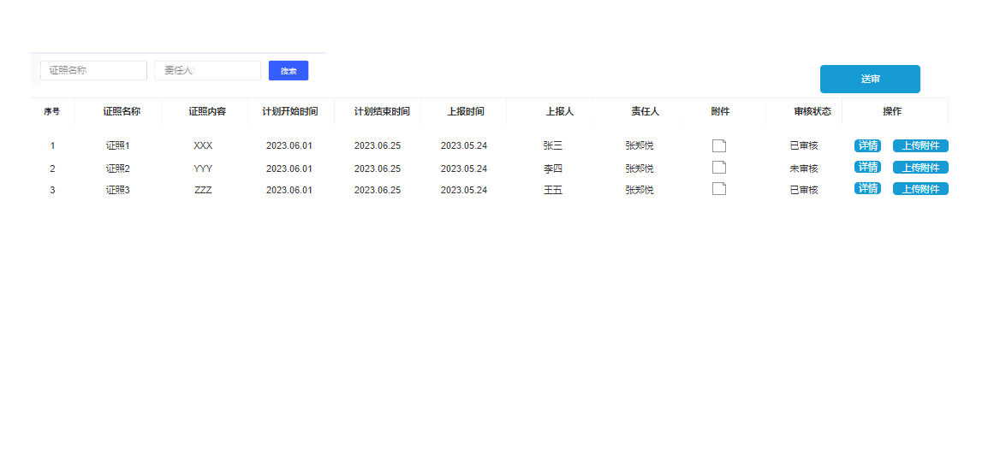 证照名称 责任人 搜索
送审
序号 证照名称 证照内容 计划开始时间 计划结束时间 上报时间 上报人 责任人 附件 审核状态 操作
1 证照1 XXX 2023.06.01 2023.06.25 2023.05.24 张三 张郑悦 已审核 详情 上传附件
2 证照2 YYY 2023.06.01 2023.06.25 2023.05.24 李四 张郑悦 未审核 详情 上传附件
3 证照3 ZZZ 2023.06.01 2023.06.25 2023.05.24 王五 张郑悦 已审核 详情 上传附件